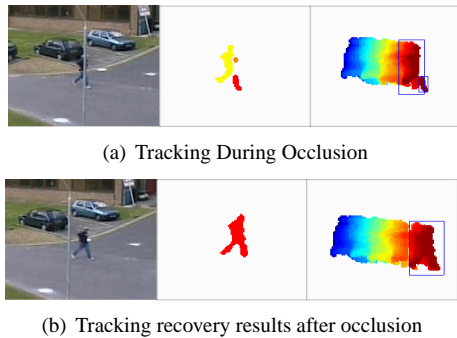 (a) Tracking During Occlusion
(b) Tracking recovery results after occlusion